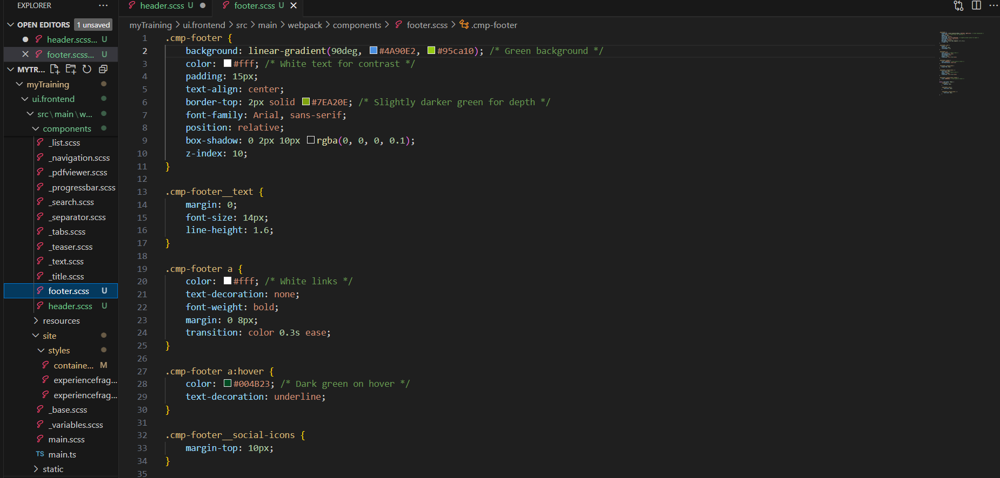 EXPLORER ...
OPEN EDITORS 1 unsaved
header.scss... U
footer.scss... U
MYTR...
myTraining
ui.frontend
src\main\w...
components
_list.scss
_navigation.scss
_pdfviewer.scss
_progressbar.scss
_search.scss
_separator.scss
_tabs.scss
_teaser.scss
_text.scss
_title.scss
footer.scss U
header.scss U
resources
site
styles
containe... M
experiencefrag...
experiencefrag...
_base.scss
_variables.scss
main.scss
TS main.ts
static
header.scss U footer.scss U
myTraining > ui.frontend > src > main > webpack > components > footer.scss > .cmp-footer
1 .cmp-footer {
2 background: linear-gradient(90deg, #4A90E2, #95ca10); /* Green background */
3 color: #fff; /* White text for contrast */
4 padding: 15px;
5 text-align: center;
6 border-top: 2px solid #7EA20E; /* Slightly darker green for depth */
7 font-family: Arial, sans-serif;
8 position: relative;
9 box-shadow: 0 2px 10px rgba(0, 0, 0, 0.1);
10 z-index: 10;
11 }
12
13 .cmp-footer__text {
14 margin: 0;
15 font-size: 14px;
16 line-height: 1.6;
17 }
18
19 .cmp-footer a {
20 color: #fff; /* White links */
21 text-decoration: none;
22 font-weight: bold;
23 margin: 0 8px;
24 transition: color 0.3s ease;
25 }
26
27 .cmp-footer a:hover {
28 color: #004B23; /* Dark green on hover */
29 text-decoration: underline;
30 }
31
32 .cmp-footer__social-icons {
33 margin-top: 10px;
34 }
35